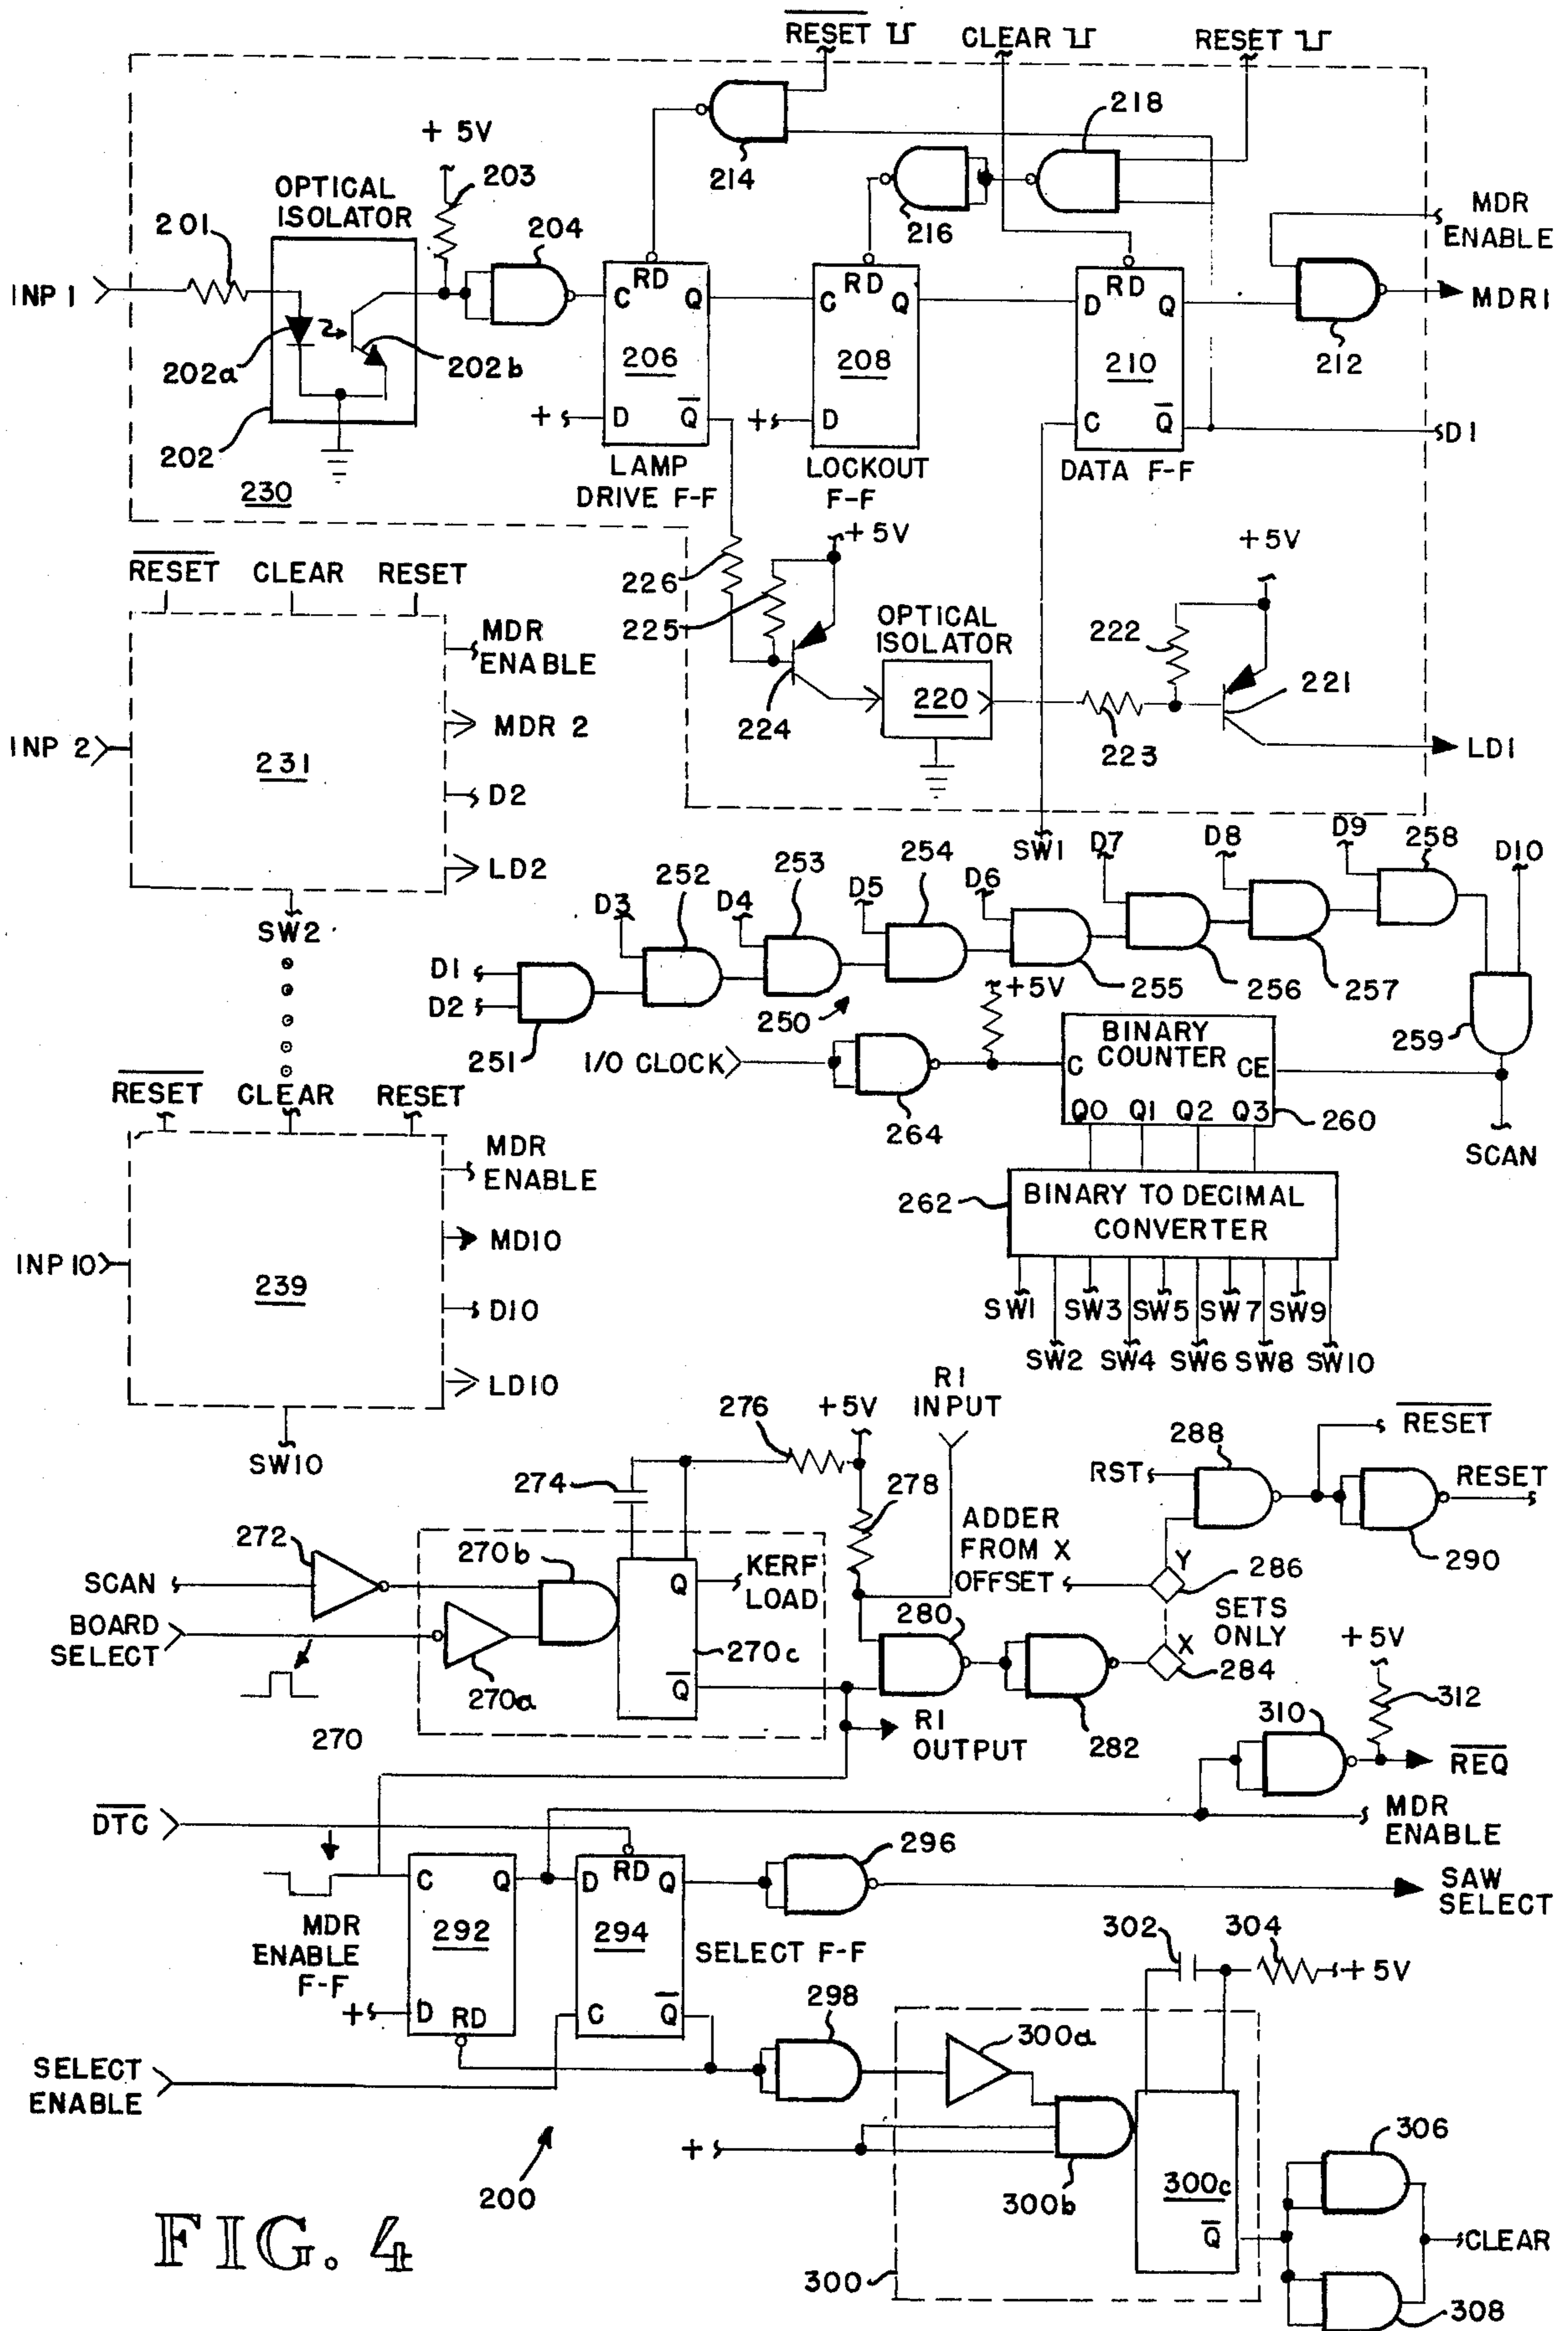 RESET CLEAR RESET
218
+ 5V
203
214
OPTICAL
ISOLATOR
201
204
216
MDR
ENABLE
INP 1
C RD Q
C RD Q
D RD Q
MDR1
206
208
210
212
202a
202b
+ D Q
+ D
C Q
D1
202
230
LAMP
DRIVE F-F
LOCKOUT
F-F
DATA F-F
+ 5V
+5V
RESET CLEAR RESET
226
225
OPTICAL
ISOLATOR
222
MDR
ENABLE
221
220
224
223
MDR 2
INP 2
231
LD1
D2
LD2
SW1
D7
D8
D9
258
D10
SW2
252
253
254
D3
D4
D5
D6
D1
D2
251
250
255
256
257
259
+5V
I/O CLOCK
264
BINARY
COUNTER
C
CE
Q0 Q1 Q2 Q3
260
SCAN
RESET CLEAR RESET
MDR
ENABLE
262
BINARY TO DECIMAL
CONVERTER
MD10
INP 10
239
D10
SW1 SW3 SW5 SW7 SW9
SW2 SW4 SW6 SW8 SW10
LD10
SW10
276
+5V
R1
INPUT
274
278
288
RESET
RST
RESET
290
ADDER
FROM X
OFFSET
Y
286
272
270b
SCAN
Q
KERF
LOAD
BOARD
SELECT
280
SETS
ONLY
X
284
+5V
270a
270c
Q
270
R1
OUTPUT
282
310
312
REQ
DTC
MDR
ENABLE
296
C Q
D RD Q
SAW
SELECT
292
294
MDR
ENABLE
F-F
SELECT F-F
302
304
+ 5V
+ D RD
C Q
298
300a
SELECT
ENABLE
+
200
300b
300c
Q
306
CLEAR
300
308
FIG. 4